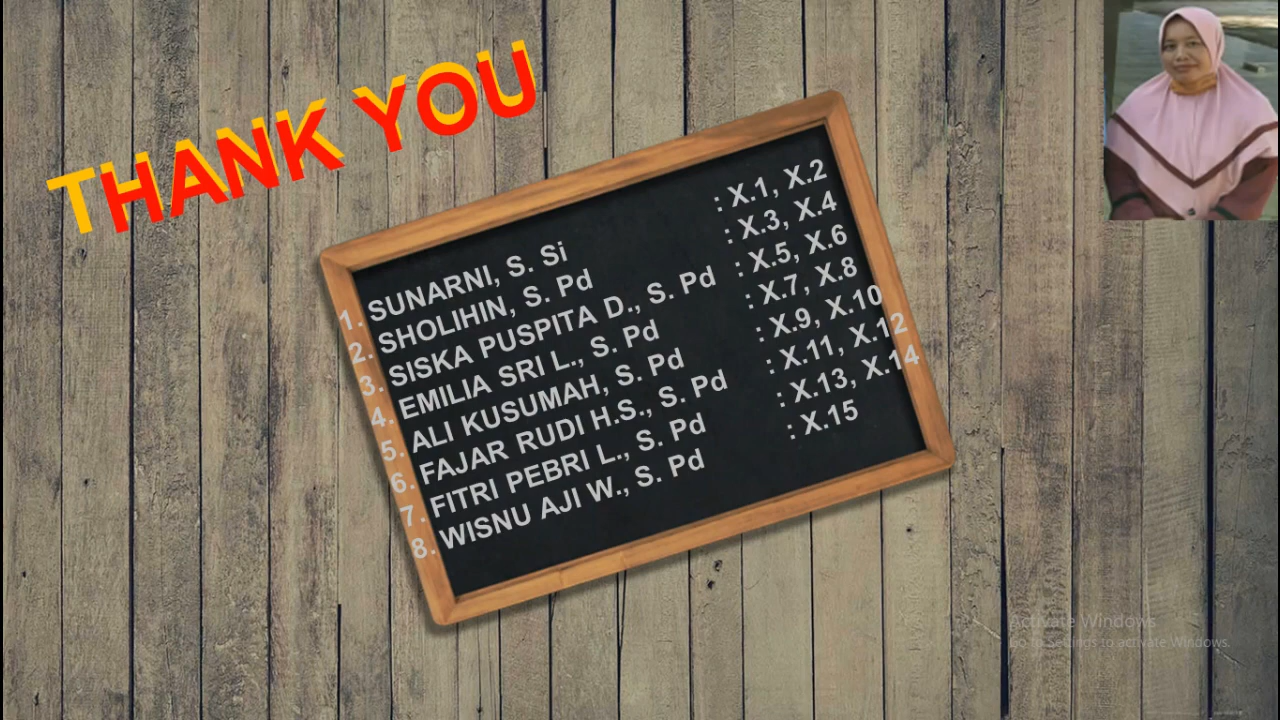 THANK YOU
1. SUNARNI, S. Si : X.1, X.2
2. SHOLIHIN, S. Pd : X.3, X.4
3. SISKA PUSPITA D., S. Pd : X.5, X.6
4. EMILIA SRI L., S. Pd : X.7, X.8
5. ALI KUSUMAH, S. Pd : X.9, X.10
6. FAJAR RUDI H.S., S. Pd : X.11, X.12
7. FITRI PEBRI L., S. Pd : X.13, X.14
8. WISNU AJI W., S. Pd : X.15
Activate Windows
Go to Settings to activate Windows.